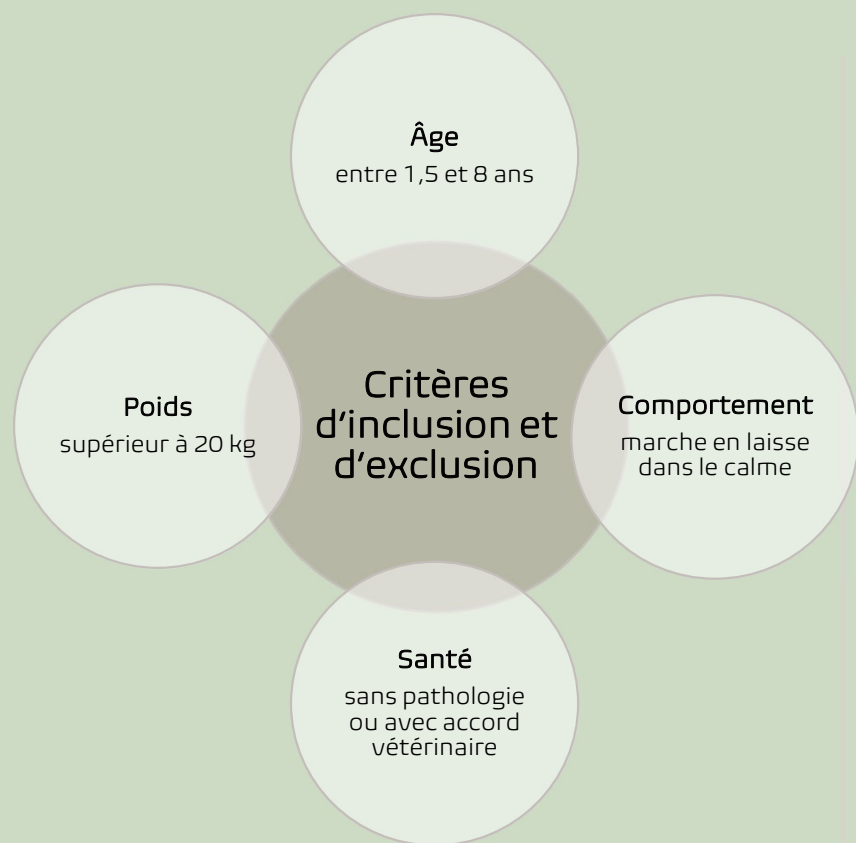 Âge
entre 1,5 et 8 ans
Critères
d'inclusion et
d'exclusion
Poids
supérieur à 20 kg
Comportement
marche en laisse
dans le calme
Santé
sans pathologie
ou avec accord
vétérinaire